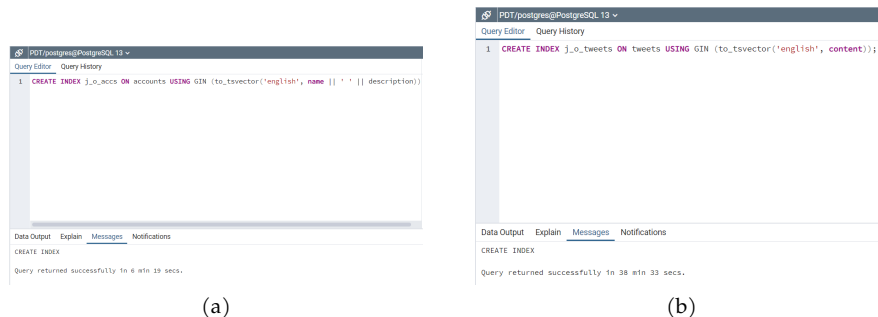 PDT/postgres@PostgreSQL 13
Query Editor Query History
1 CREATE INDEX j_o_accs ON accounts USING GIN (to_tsvector('english', name || ' ' || description))
Data Output Explain Messages Notifications
CREATE INDEX
Query returned successfully in 6 min 19 secs.
(a)
PDT/postgres@PostgreSQL 13
Query Editor Query History
1 CREATE INDEX j_o_tweets ON tweets USING GIN (to_tsvector('english', content));
Data Output Explain Messages Notifications
CREATE INDEX
Query returned successfully in 38 min 33 secs.
(b)